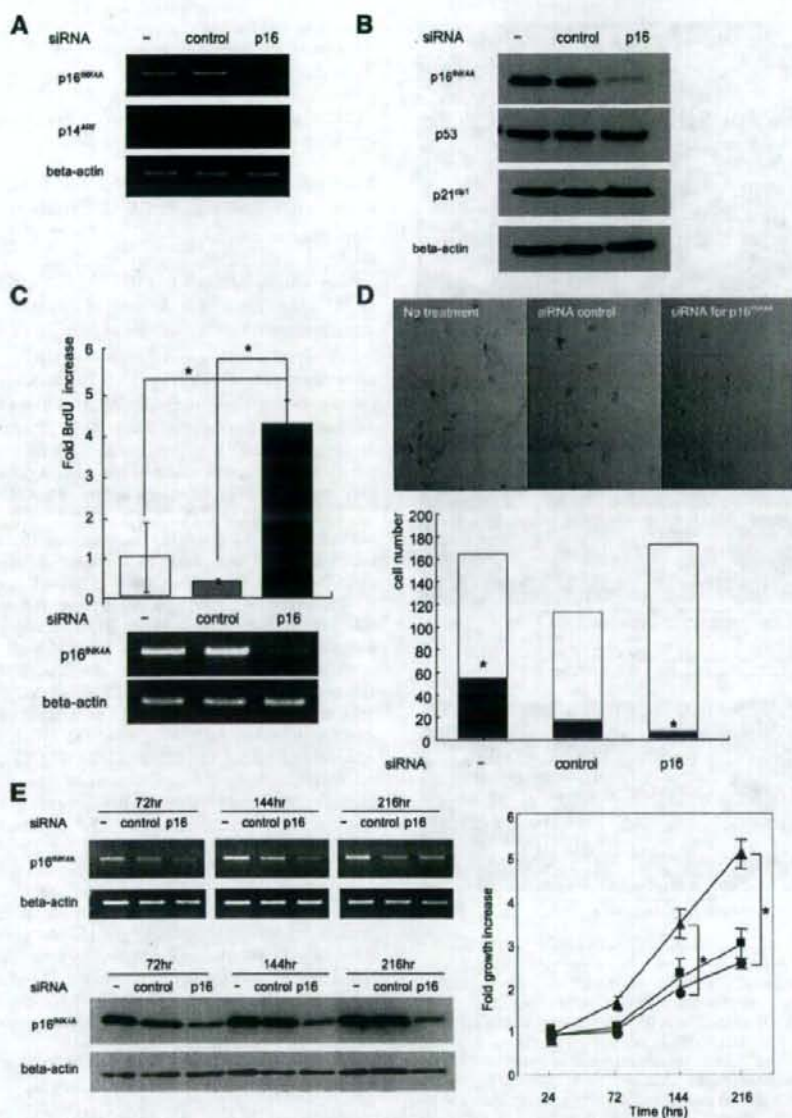 A
siRNA - control p16
p16INK4A
p14ARF
beta-actin
B
siRNA - control p16
p16INK4A
p53
p21cip1
beta-actin
C
Fold BrdU increase
6
5
4
3
2
1
0
* *
siRNA - control p16
p16INK4A
beta-actin
D
No treatment siRNA control siRNA for p16INK4A
cell number
200
180
160
140
120
100
80
60
40
20
0
* *
siRNA - control p16
E
72hr 144hr 216hr
siRNA - control p16 - control p16 - control p16
p16INK4A
beta-actin
72hr 144hr 216hr
siRNA - control p16 - control p16 - control p16
p16INK4A
beta-actin
Fold growth increase
6
5
4
3
2
1
0
* *
24 72 144 216
Time (hrs)